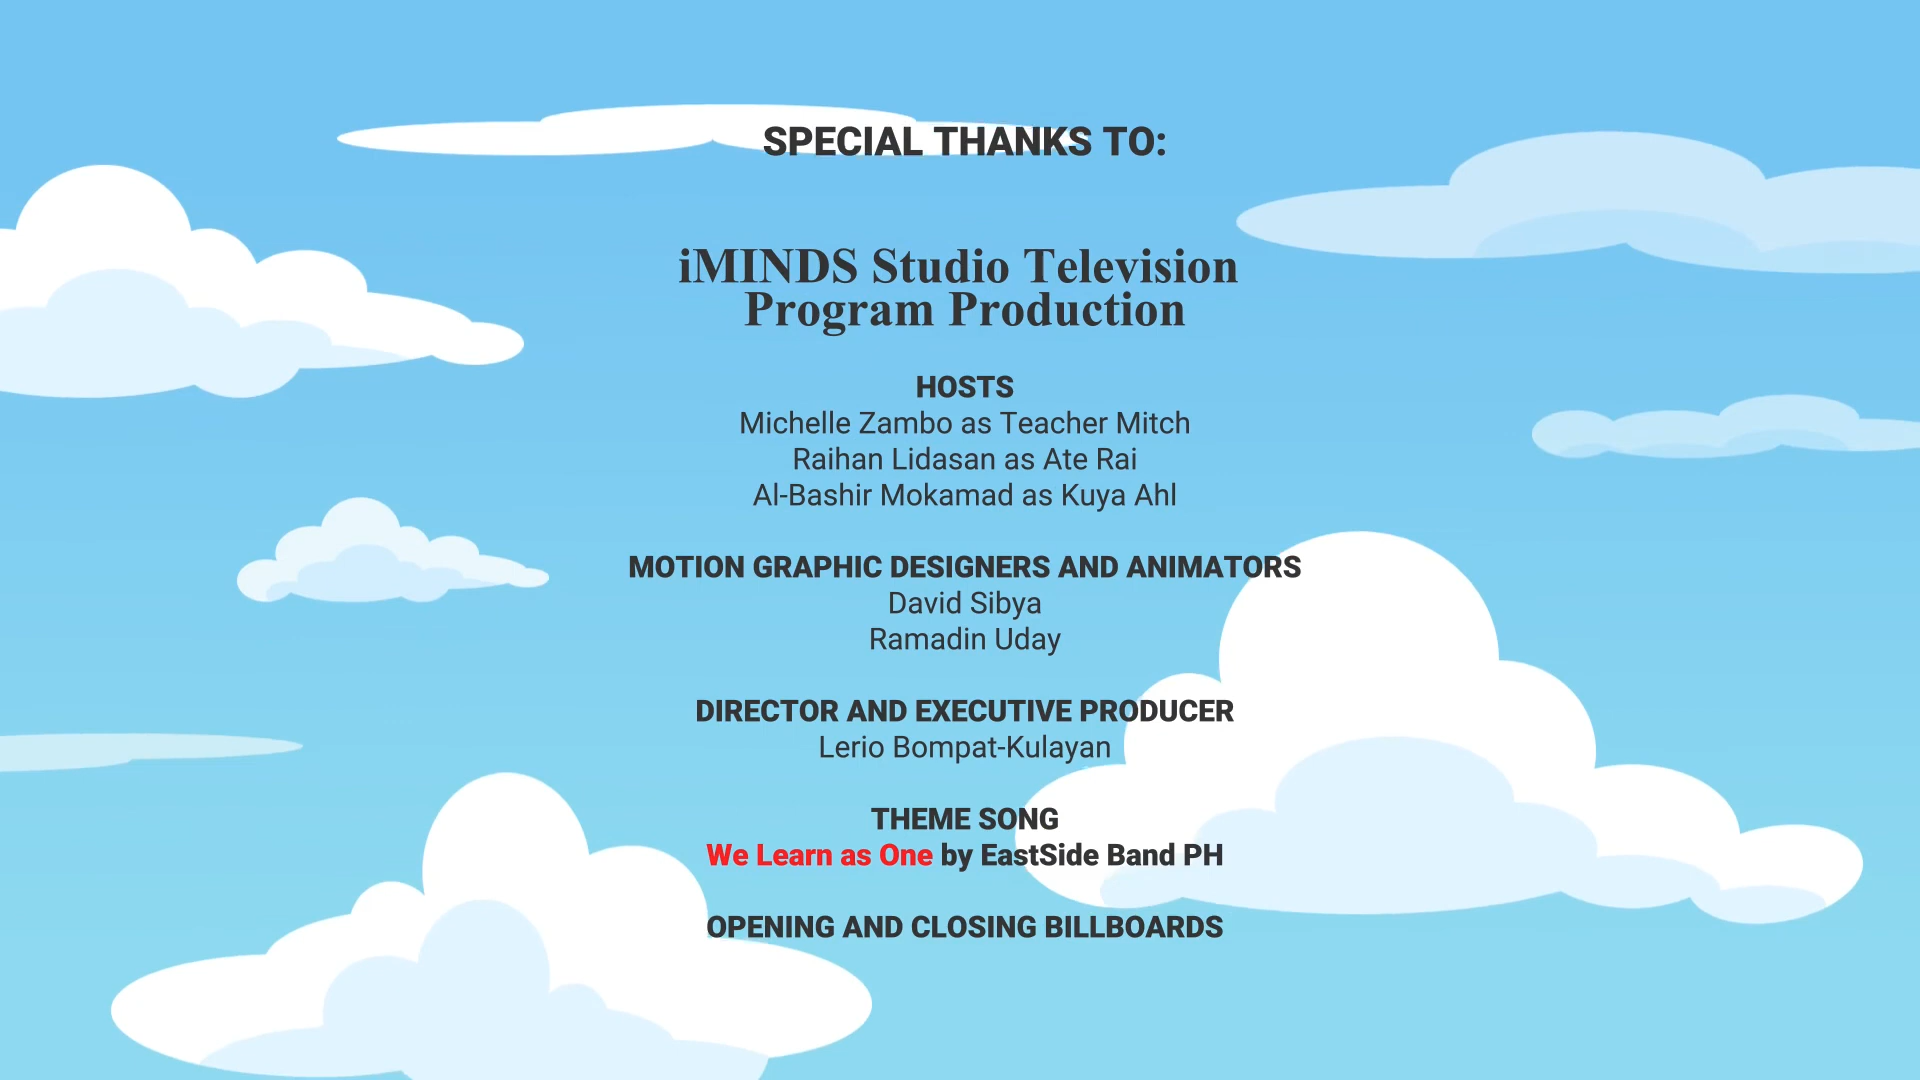 SPECIAL THANKS TO:
iMINDS Studio Television
Program Production
HOSTS
Michelle Zambo as Teacher Mitch
Raihan Lidasan as Ate Rai
Al-Bashir Mokamad as Kuya Ahl
MOTION GRAPHIC DESIGNERS AND ANIMATORS
David Sibya
Ramadin Uday
DIRECTOR AND EXECUTIVE PRODUCER
Lerio Bompat-Kulayan
THEME SONG
We Learn as One by EastSide Band PH
OPENING AND CLOSING BILLBOARDS